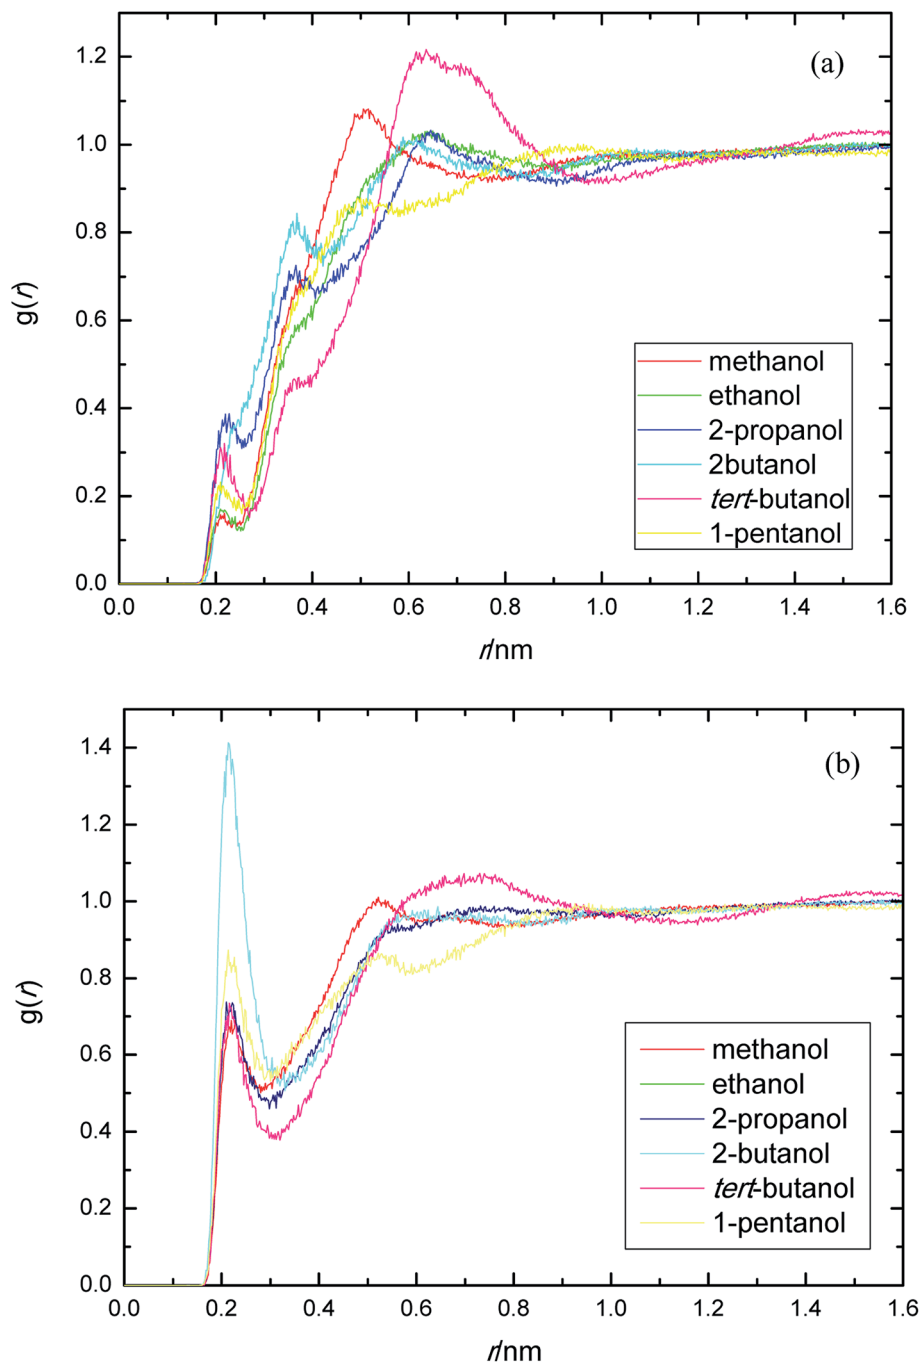 (a)
g(r)
1.2
1.0
0.8
0.6
0.4
0.2
0.0
methanol
ethanol
2-propanol
2butanol
tert-butanol
1-pentanol
0.0 0.2 0.4 0.6 0.8 1.0 1.2 1.4 1.6
r/nm
(b)
g(r)
1.4
1.2
1.0
0.8
0.6
0.4
0.2
0.0
methanol
ethanol
2-propanol
2-butanol
tert-butanol
1-pentanol
0.0 0.2 0.4 0.6 0.8 1.0 1.2 1.4 1.6
r/nm